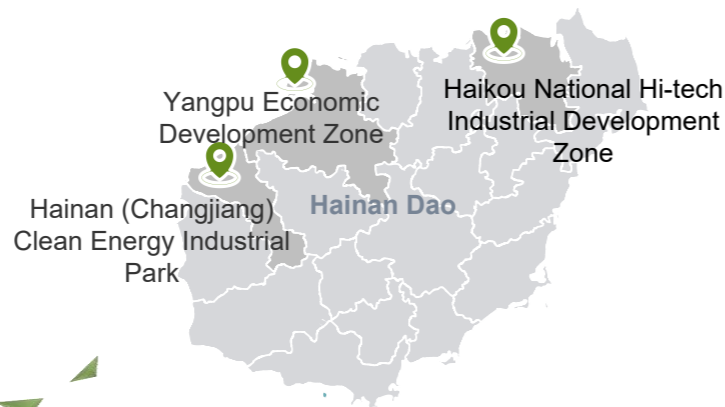 Yangpu Economic
Development Zone
Haikou National Hi-tech
Industrial Development
Zone
Hainan (Changjiang)
Clean Energy Industrial
Park
Hainan Dao